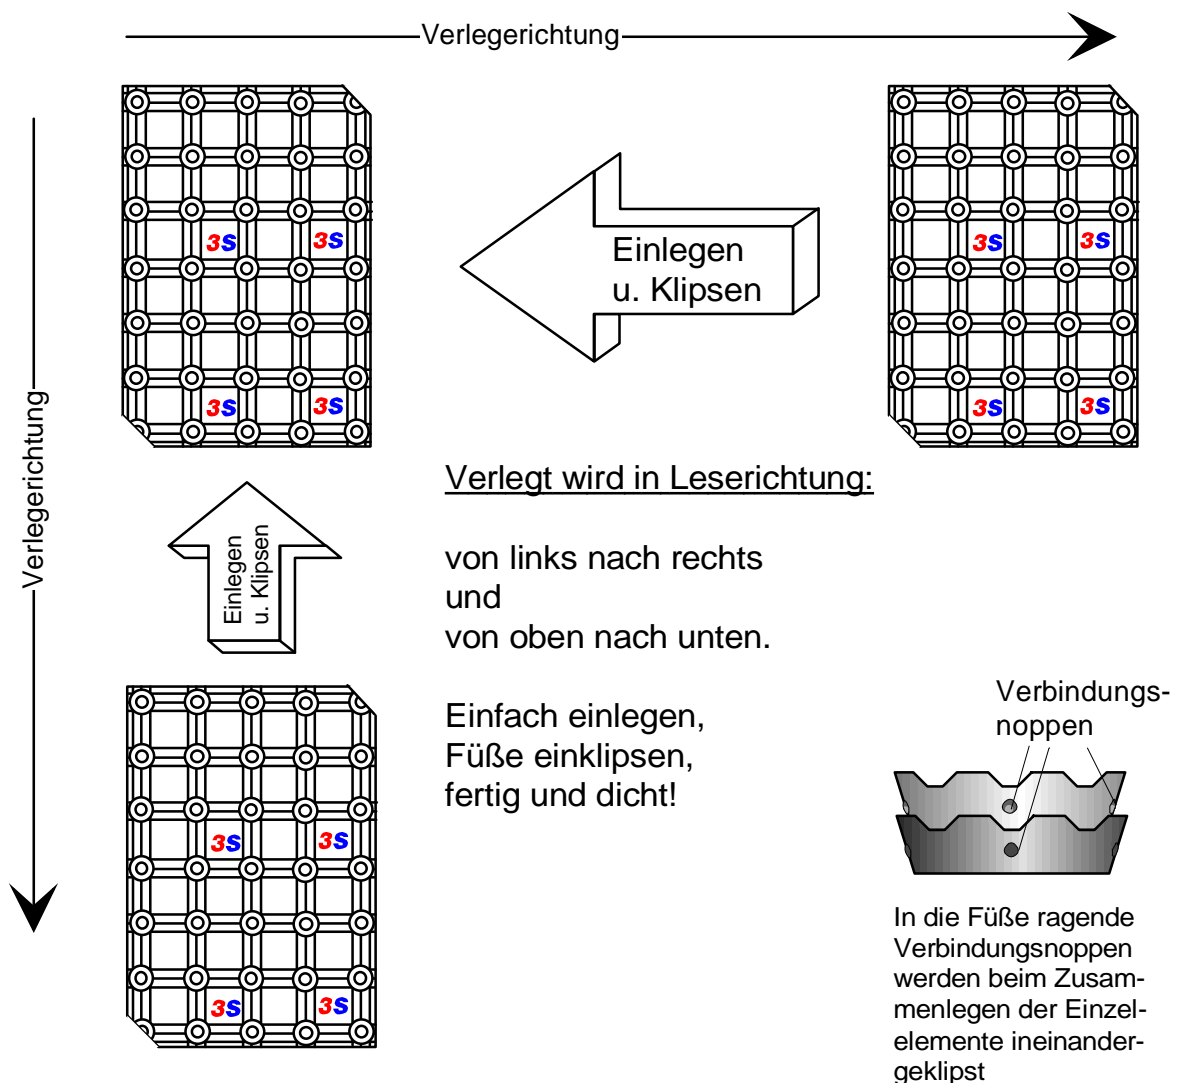 Verlegerichtung
Verlegerichtung
3S 3S
3S 3S
Einlegen
u. Klipsen
3S 3S
3S 3S
Verlegt wird in Leserichtung:
von links nach rechts
und
von oben nach unten.
Einfach einlegen,
Füße einklipsen,
fertig und dicht!
Einlegen
u. Klipsen
3S 3S
3S 3S
Verbindungs-
noppen
In die Füße ragende
Verbindungsnoppen
werden beim Zusam-
menlegen der Einzel-
elemente ineinander-
geklipst